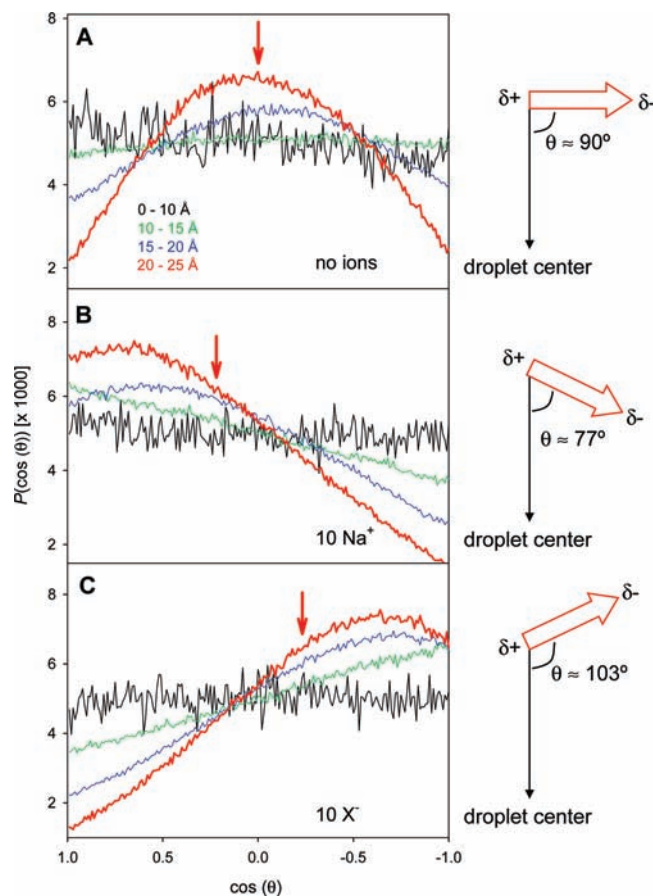 A
8
6
4
2
0 - 10 Å
10 - 15 Å
15 - 20 Å
20 - 25 Å
no ions
δ+
δ-
θ ≈ 90º
droplet center
B
P(cos (θ)) [x 1000]
8
6
4
2
10 Na⁺
δ+
δ-
θ ≈ 77º
droplet center
C
8
6
4
2
10 X⁻
δ+
δ-
θ ≈ 103º
droplet center
1.0 0.5 0.0 -0.5 -1.0
cos (θ)